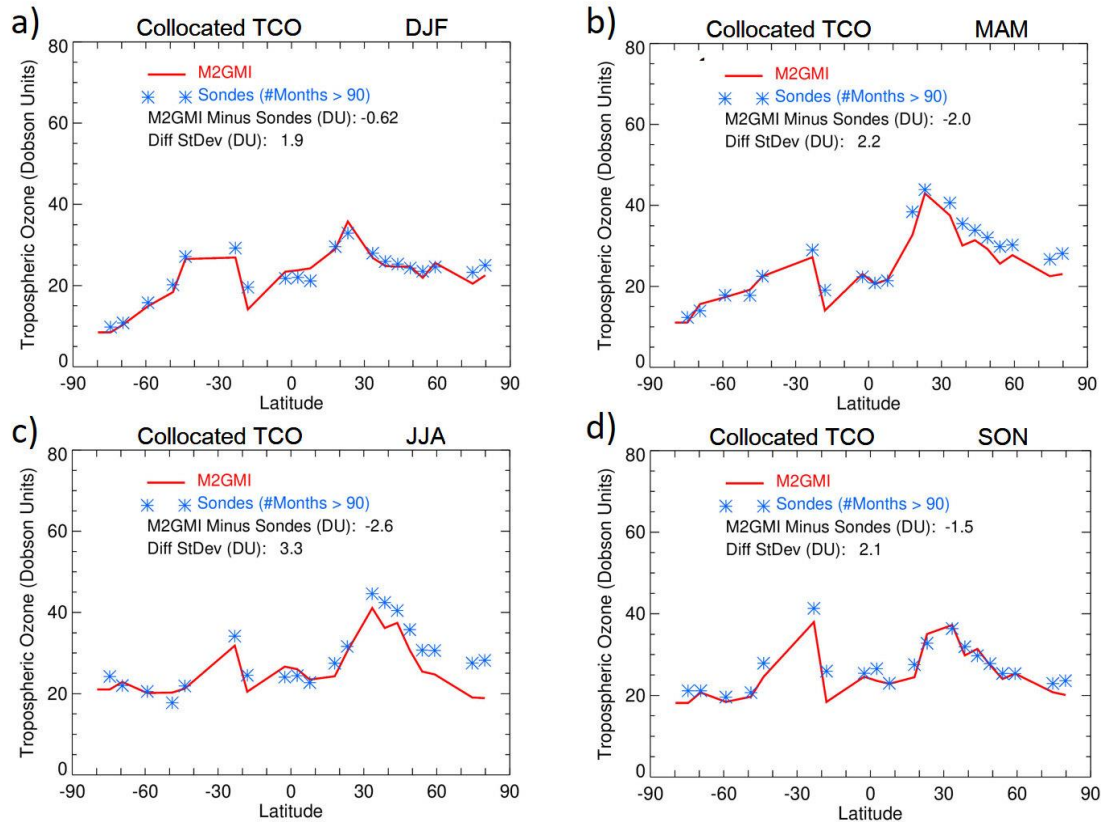 a)
Collocated TCO DJF
M2GMI
Sondes (#Months > 90)
M2GMI Minus Sondes (DU): -0.62
Diff StDev (DU): 1.9
Tropospheric Ozone (Dobson Units)
80
60
40
20
0
-90 -60 -30 0 30 60 90
Latitude
b)
Collocated TCO MAM
M2GMI
Sondes (#Months > 90)
M2GMI Minus Sondes (DU): -2.0
Diff StDev (DU): 2.2
Tropospheric Ozone (Dobson Units)
80
60
40
20
0
-90 -60 -30 0 30 60 90
Latitude
c)
Collocated TCO JJA
M2GMI
Sondes (#Months > 90)
M2GMI Minus Sondes (DU): -2.6
Diff StDev (DU): 3.3
Tropospheric Ozone (Dobson Units)
80
60
40
20
0
-90 -60 -30 0 30 60 90
Latitude
d)
Collocated TCO SON
M2GMI
Sondes (#Months > 90)
M2GMI Minus Sondes (DU): -1.5
Diff StDev (DU): 2.1
Tropospheric Ozone (Dobson Units)
80
60
40
20
0
-90 -60 -30 0 30 60 90
Latitude